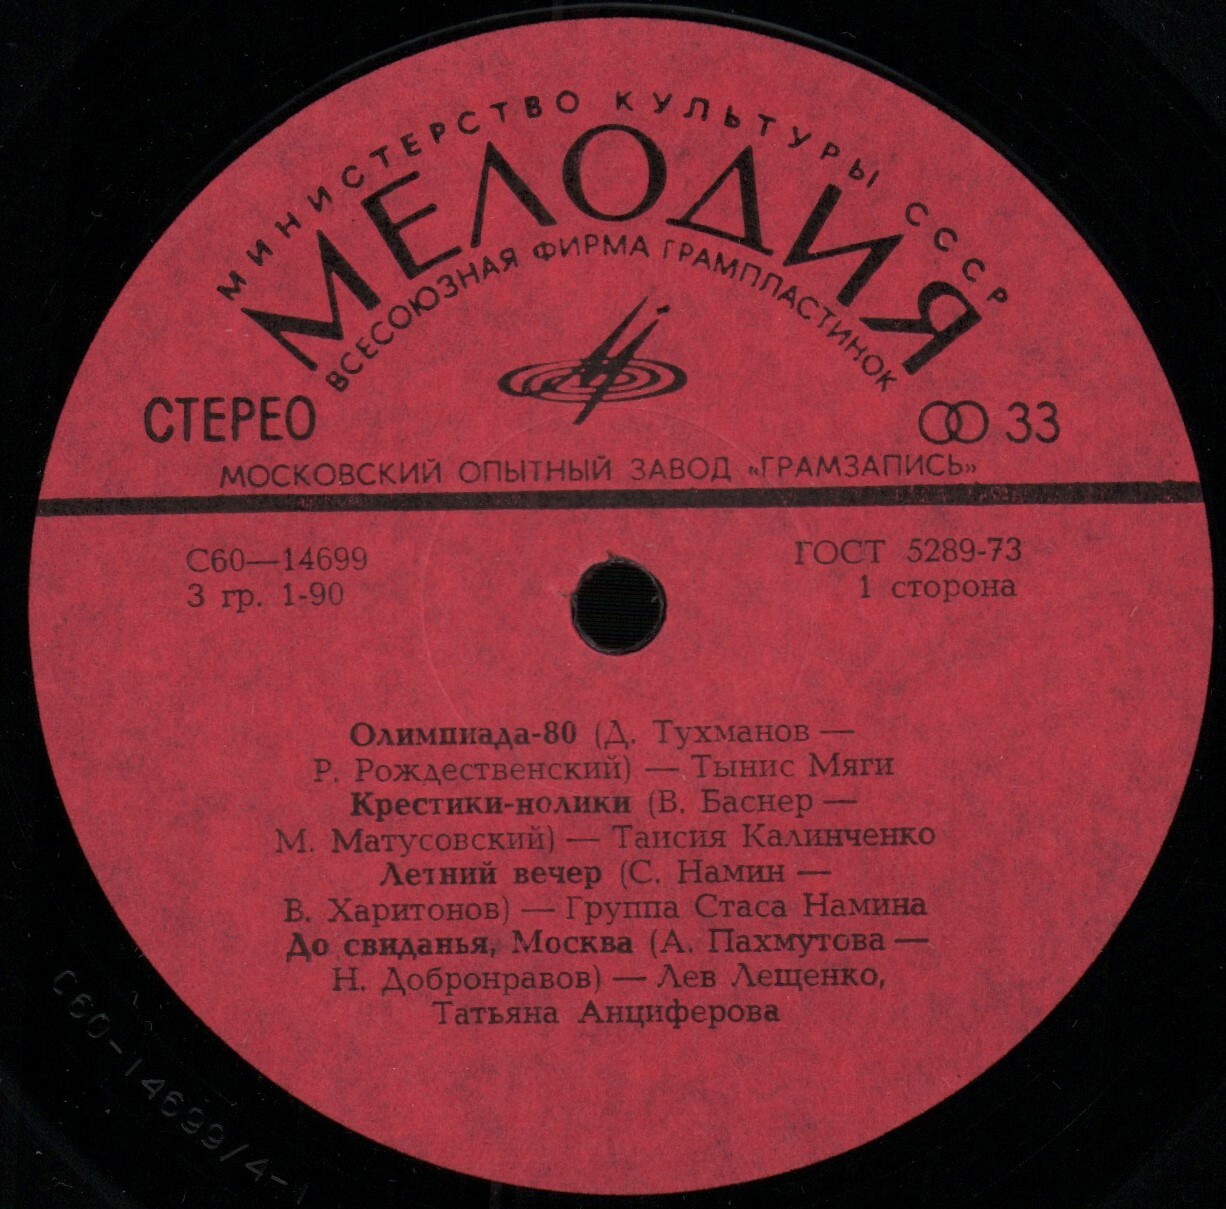 МИНИСТЕРСТВО КУЛЬТУРЫ СССР
МЕЛОДИЯ
ВСЕСОЮЗНАЯ ФИРМА ГРАМПЛАСТИНОК
СТЕРЕО
33
МОСКОВСКИЙ ОПЫТНЫЙ ЗАВОД «ГРАМЗАПИСЬ»
С60—14699
ГОСТ 5289-73
3 гр. 1-90
1 сторона
Олимпиада-80 (Д. Тухманов —
Р. Рождественский) — Тынис Мяги
Крестики-нолики (В. Баснер —
М. Матусовский) — Таисия Калинченко
Летний вечер (С. Намин —
В. Харитонов) — Группа Стаса Намина
До свиданья, Москва (А. Пахмутова —
Н. Добронравов) — Лев Лещенко,
Татьяна Анциферова
С60-14699/4-1